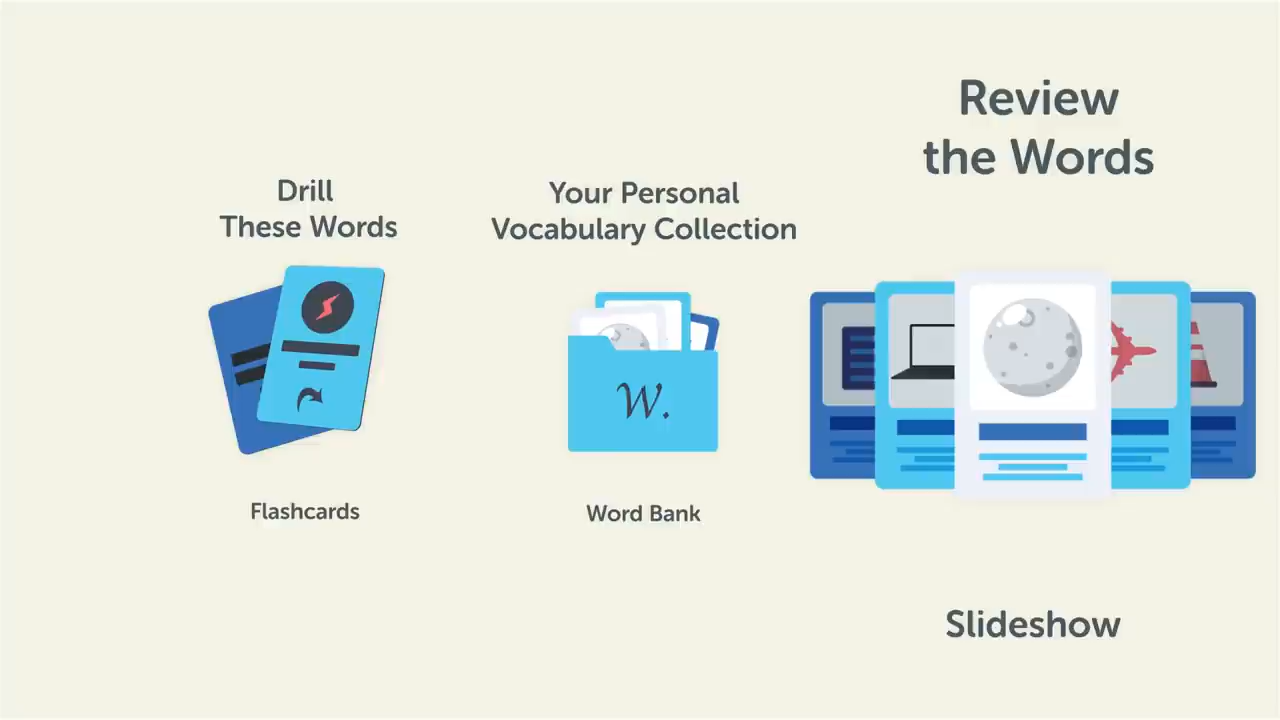 Drill
These Words
Flashcards
Your Personal
Vocabulary Collection
W.
Word Bank
Review
the Words
Slideshow